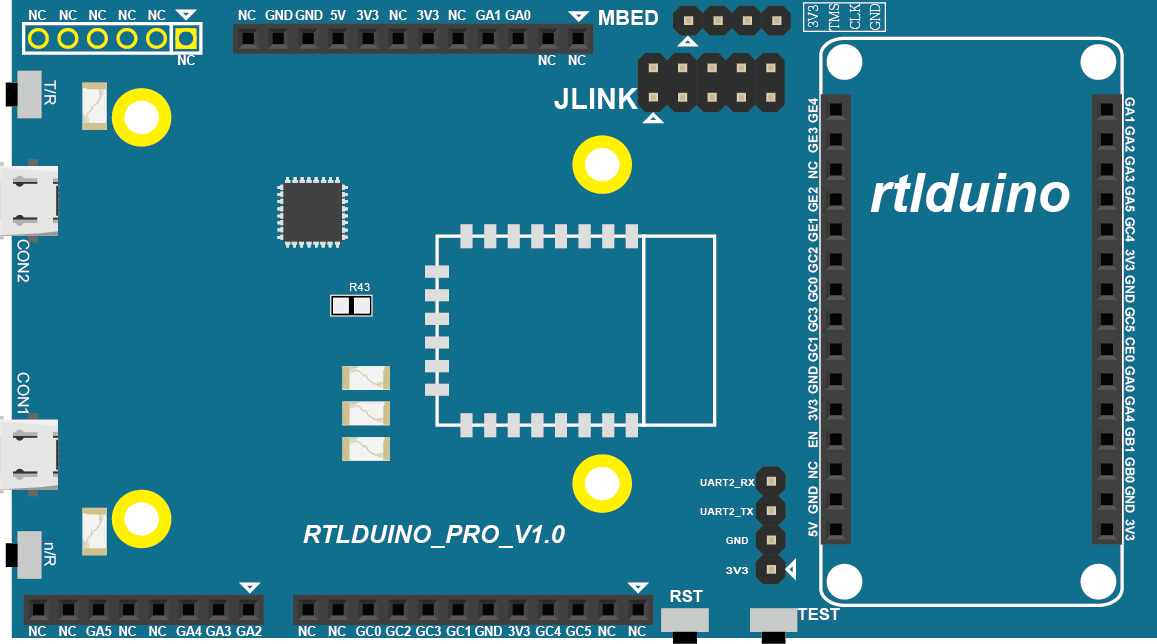 NC NC NC NC NC
NC
NC GND GND 5V 3V3 NC 3V3 NC GA1 GA0
NC NC
MBED
3V3
TMS
CLK
GND
JLINK
T/R
CON2
R43
CON1
n/R
RTLDUINO_PRO_V1.0
UART2_RX
UART2_TX
GND
3V3
GE4
GE3
NC
GE2
GE1
GC2
GC0
GC3
GC1
GND
3V3
EN
NC
GND
5V
rtlduino
GA1
GA2
GA3
GA5
GC4
3V3
GND
GC5
CE0
GA0
GA4
GB1
GB0
GND
3V3
NC NC GA5 NC NC GA4 GA3 GA2
NC NC GC0 GC2 GC3 GC1 GND 3V3 GC4 GC5 NC NC
RST
TEST